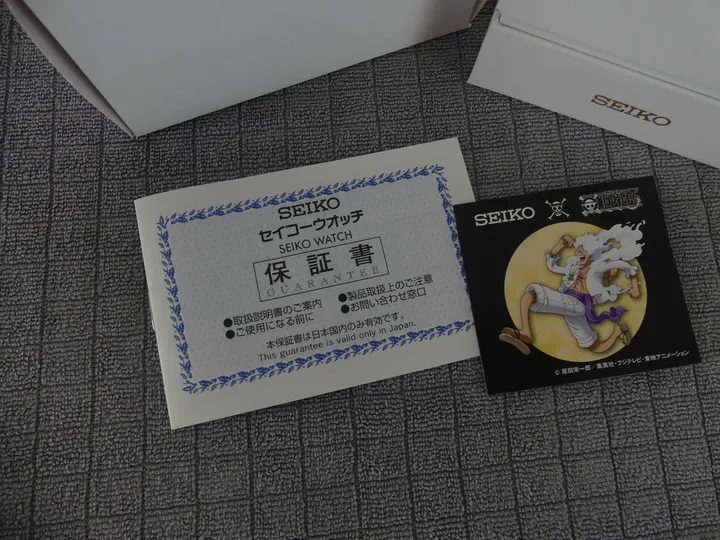 SEIKO
SEIKO
セイコーウオッチ
SEIKO WATCH
保証書
GUARANTEE
●取扱説明書のご案内
●ご使用になる前に
●製品取扱上のご注意
●お問い合わせ窓口
本保証書は日本国内のみ有効です。
This guarantee is valid only in Japan.
SEIKO
ONE PIECE
© 尾田栄一郎／集英社・フジテレビ・東映アニメーション